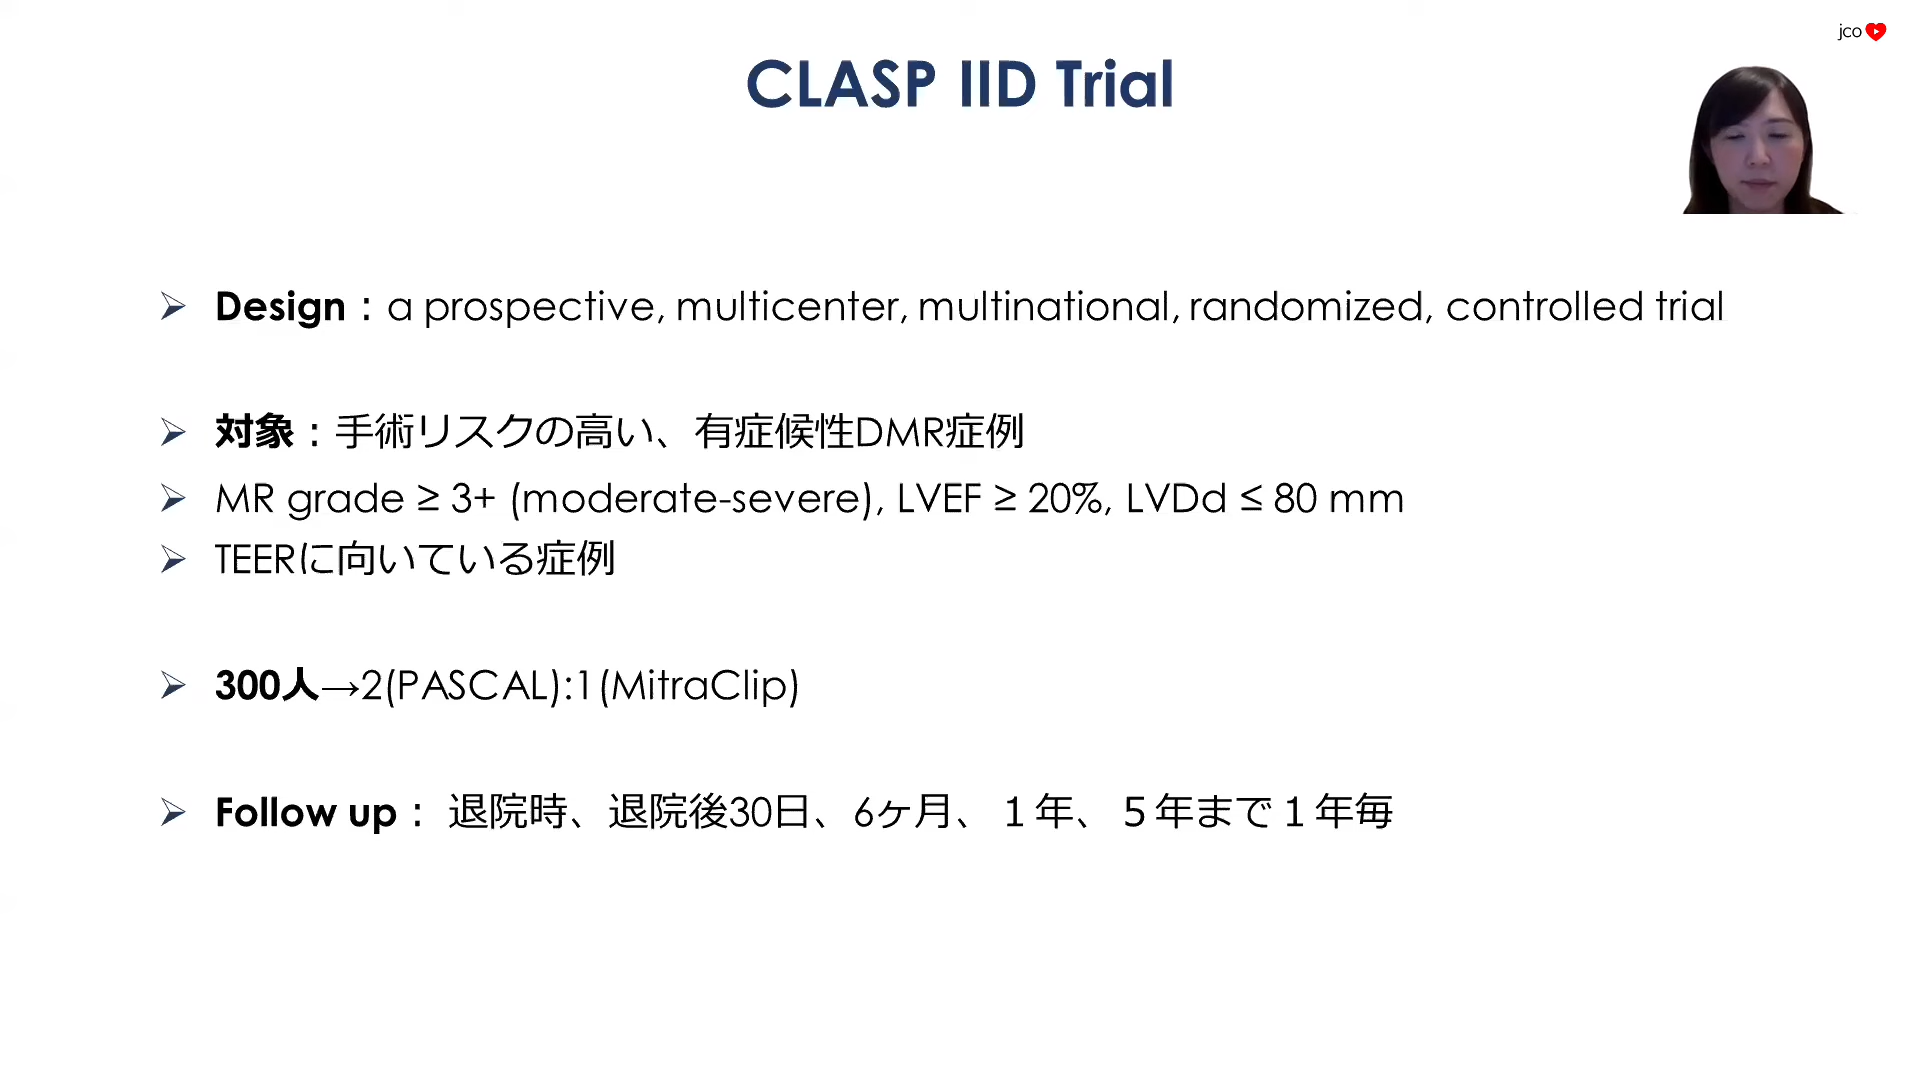 jco
CLASP IID Trial
Design：a prospective, multicenter, multinational, randomized, controlled trial
対象：手術リスクの高い、有症候性DMR症例
MR grade ≥ 3+ (moderate-severe), LVEF ≥ 20%, LVDd ≤ 80 mm
TEERに向いている症例
300人→2(PASCAL):1(MitraClip)
Follow up： 退院時、退院後30日、6ヶ月、１年、５年まで１年毎